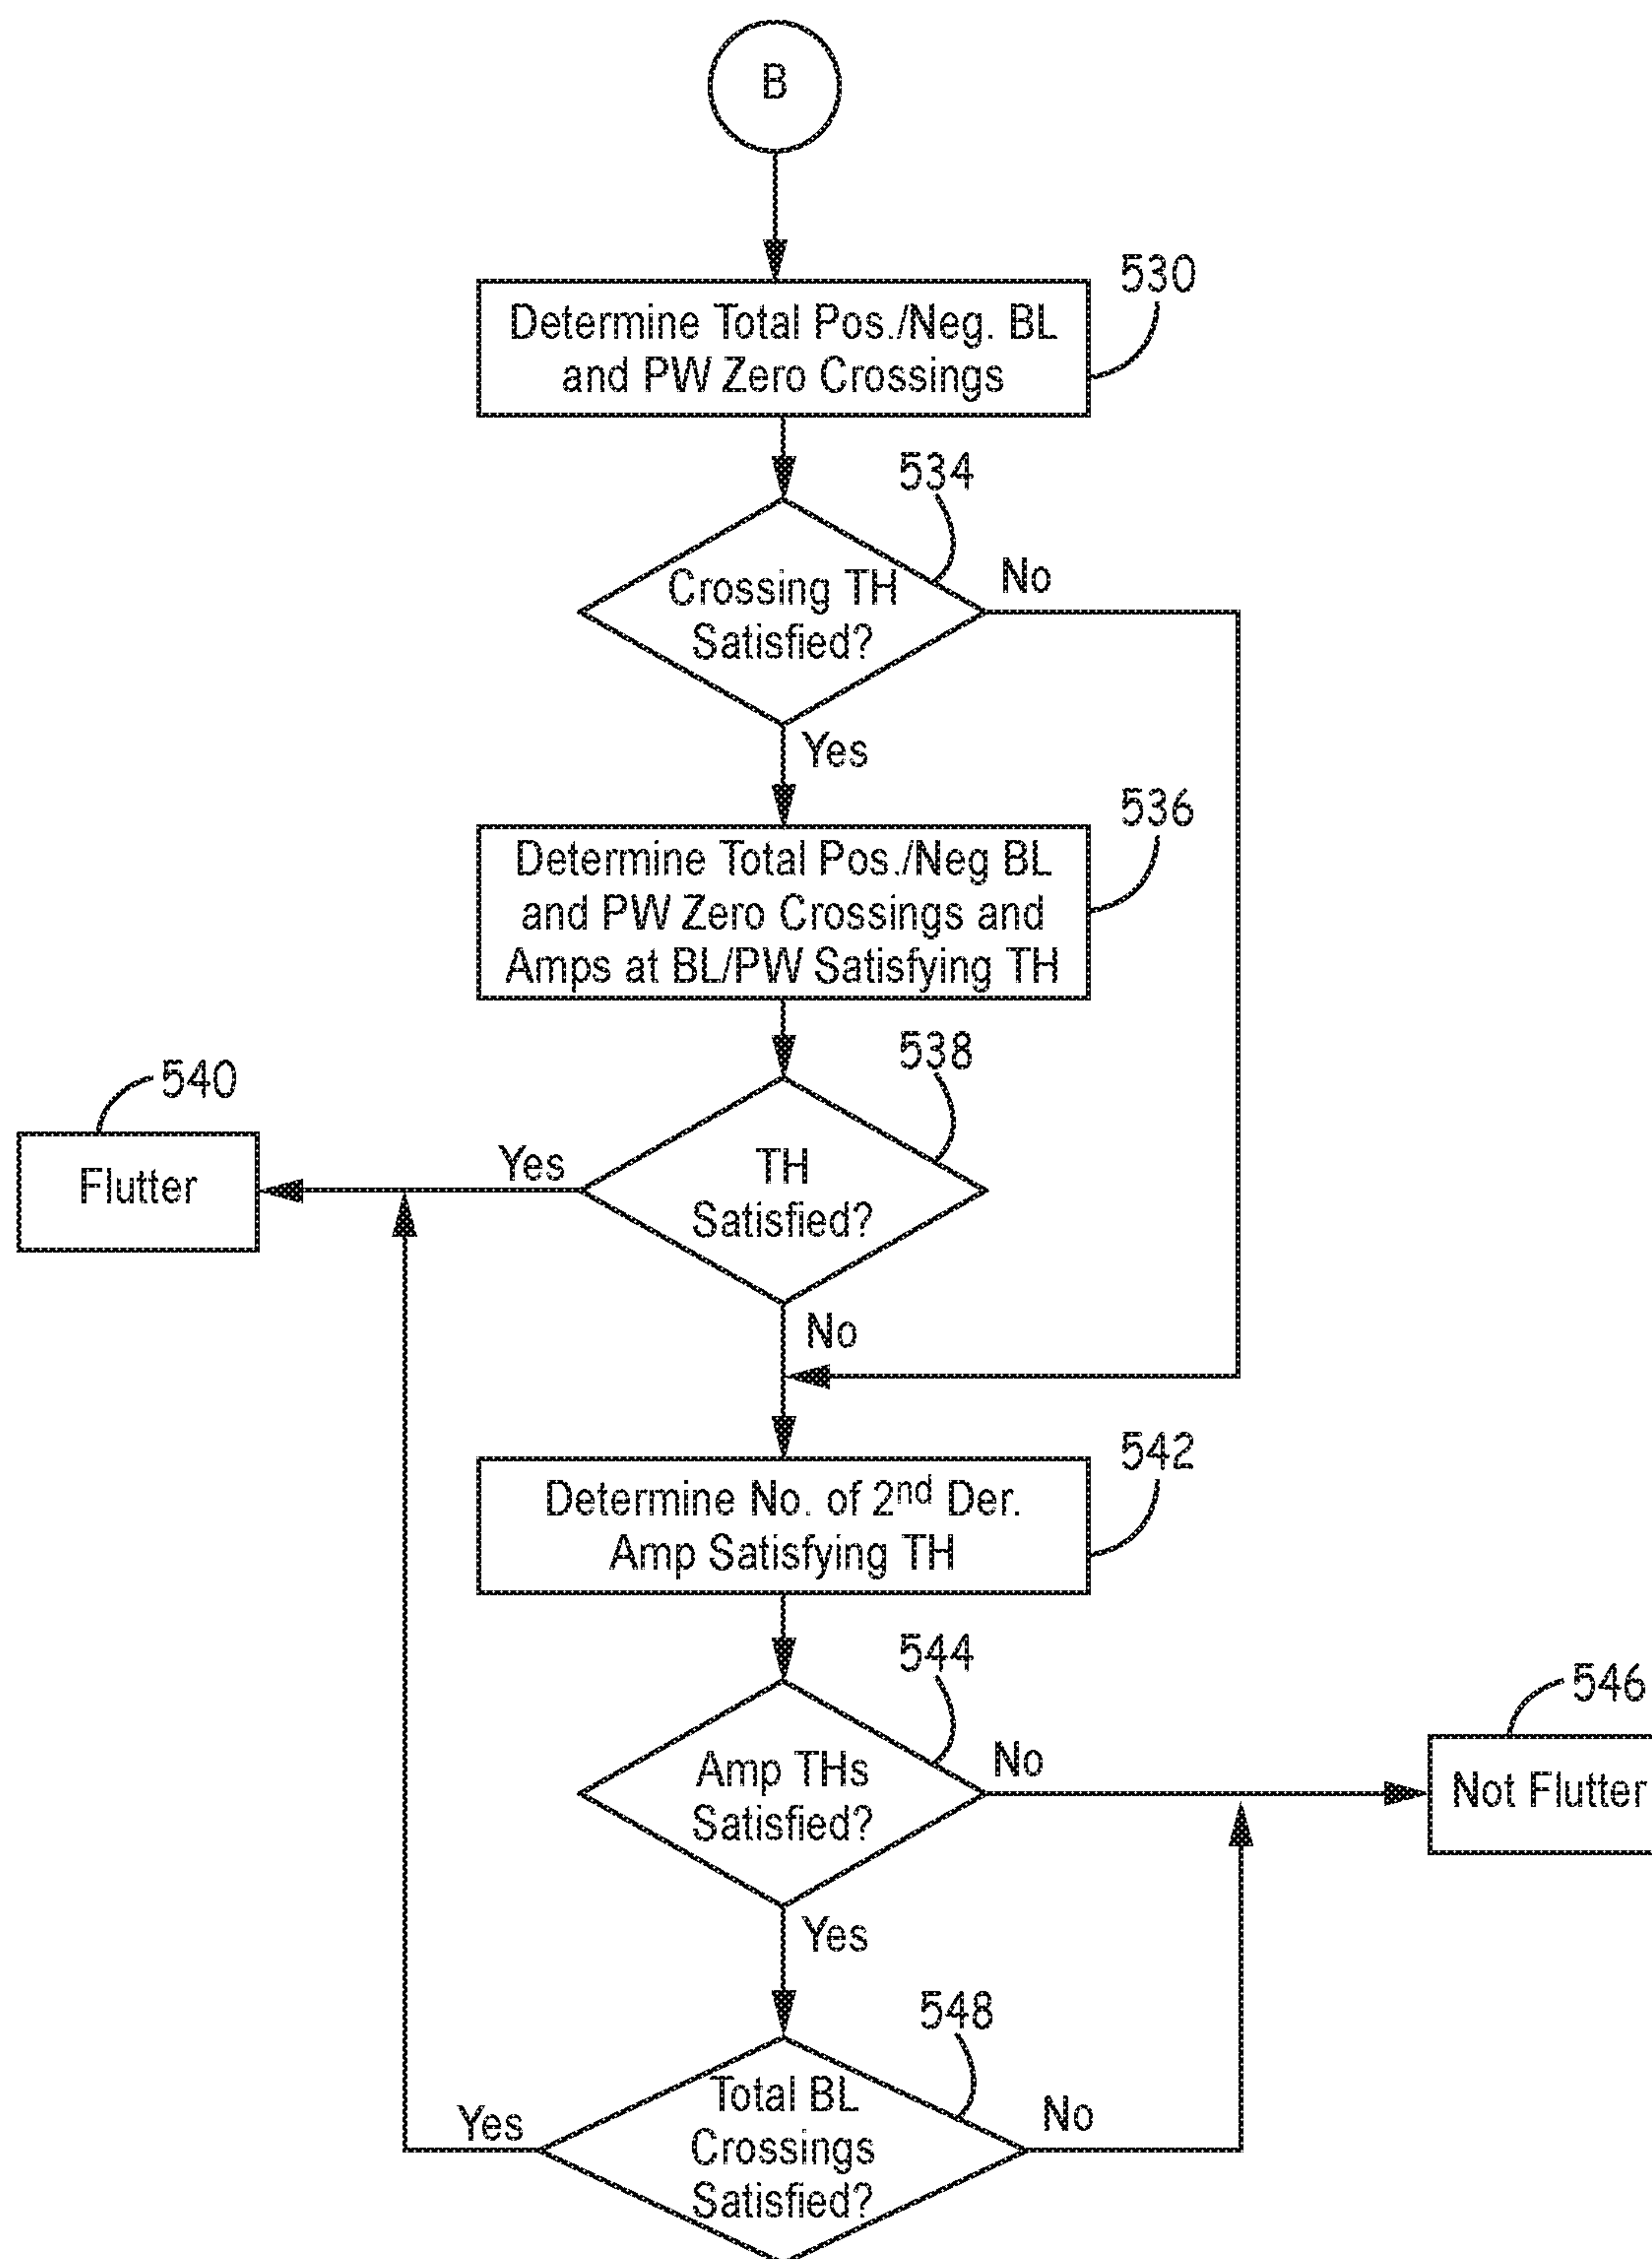 B
530
Determine Total Pos./Neg. BL
and PW Zero Crossings
534
Crossing TH
Satisfied?
No
Yes
536
Determine Total Pos./Neg BL
and PW Zero Crossings and
Amps at BL/PW Satisfying TH
538
540
Flutter
Yes
TH
Satisfied?
No
542
Determine No. of 2nd Der.
Amp Satisfying TH
544
Amp THs
Satisfied?
No
546
Not Flutter
Yes
548
Total BL
Crossings
Satisfied?
Yes
No